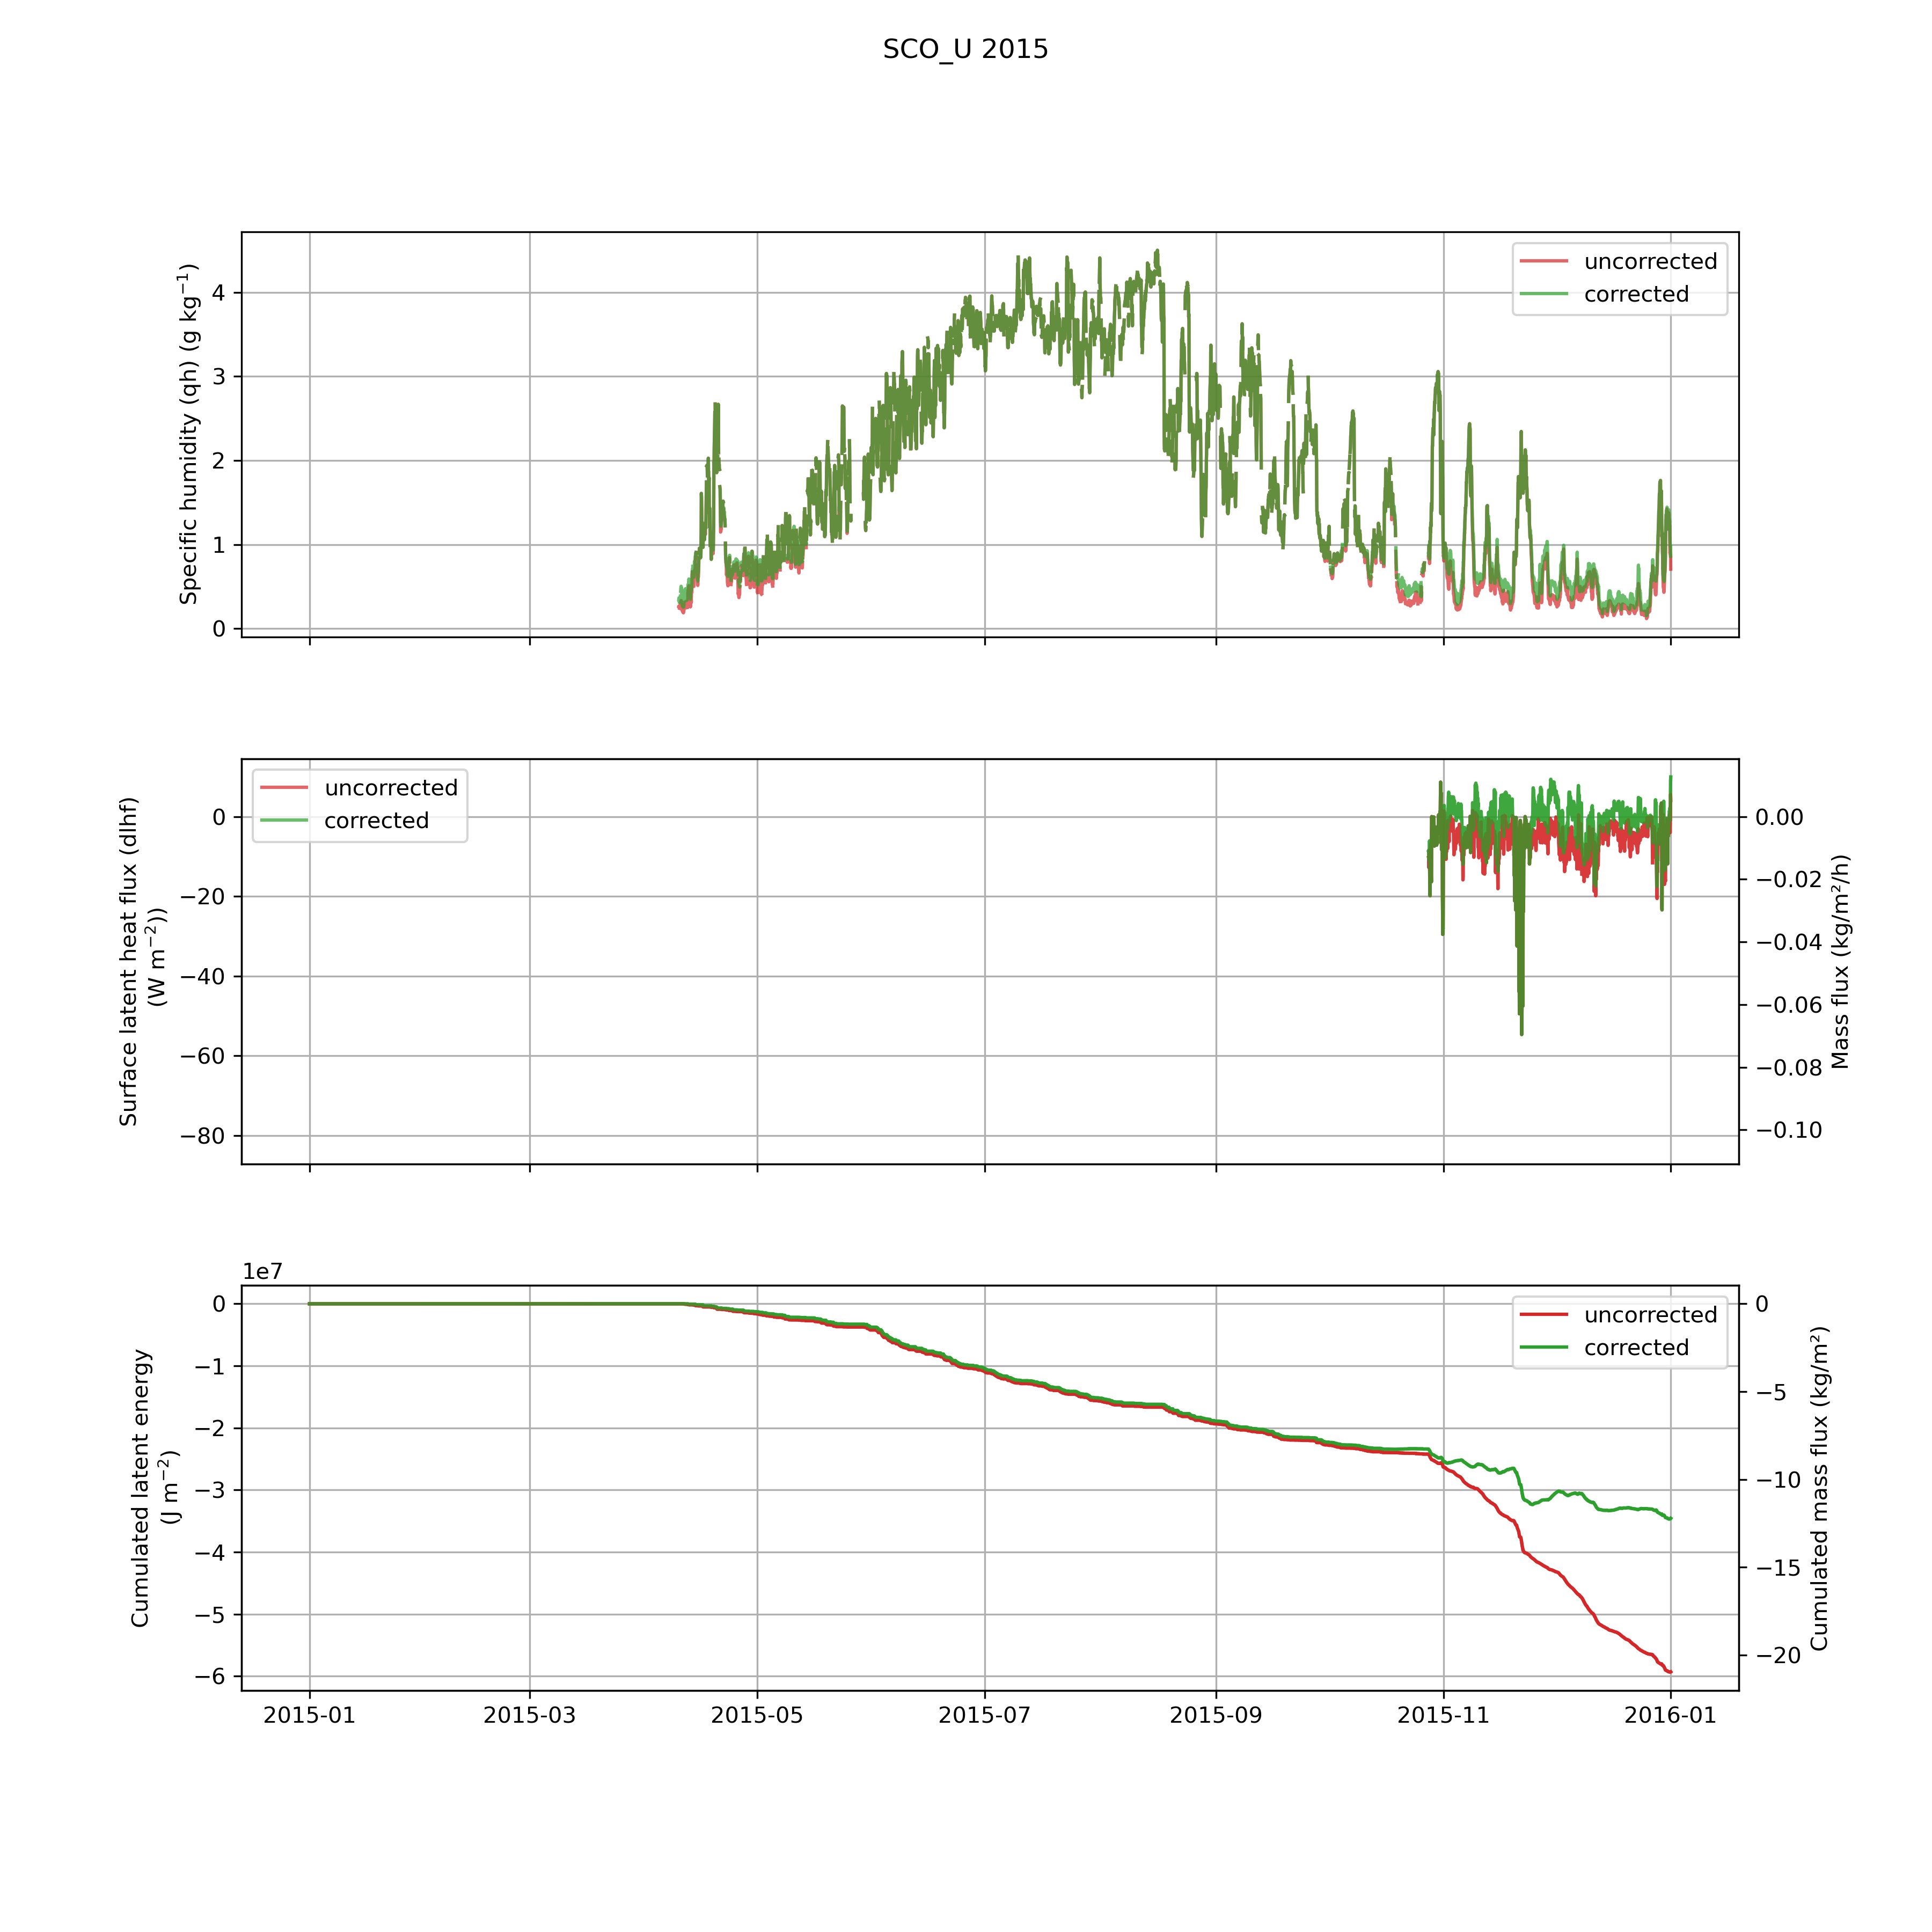 SCO_U 2015
Specific humidity (qh) (g kg⁻¹)
4
3
2
1
0
uncorrected
corrected
Surface latent heat flux (dlhf)
(W m⁻²))
0
−20
−40
−60
−80
uncorrected
corrected
0.00
−0.02
−0.04
−0.06
−0.08
−0.10
Mass flux (kg/m²/h)
1e7
Cumulated latent energy
(J m⁻²)
0
−1
−2
−3
−4
−5
−6
uncorrected
corrected
0
−5
−10
−15
−20
Cumulated mass flux (kg/m²)
2015-01 2015-03 2015-05 2015-07 2015-09 2015-11 2016-01